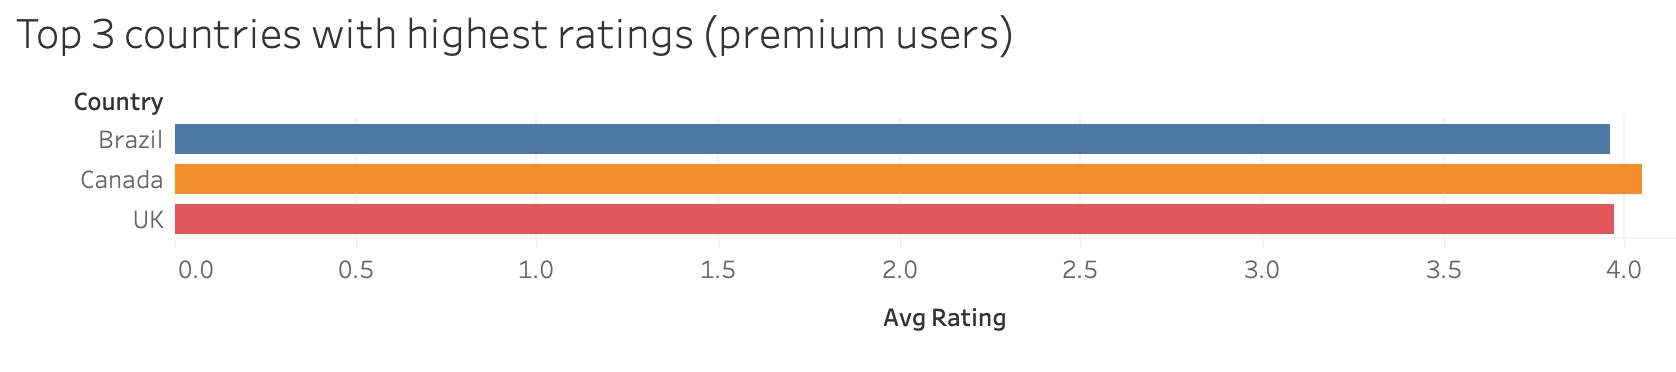 Top 3 countries with highest ratings (premium users)
Country
Brazil
Canada
UK
0.0 0.5 1.0 1.5 2.0 2.5 3.0 3.5 4.0
Avg Rating